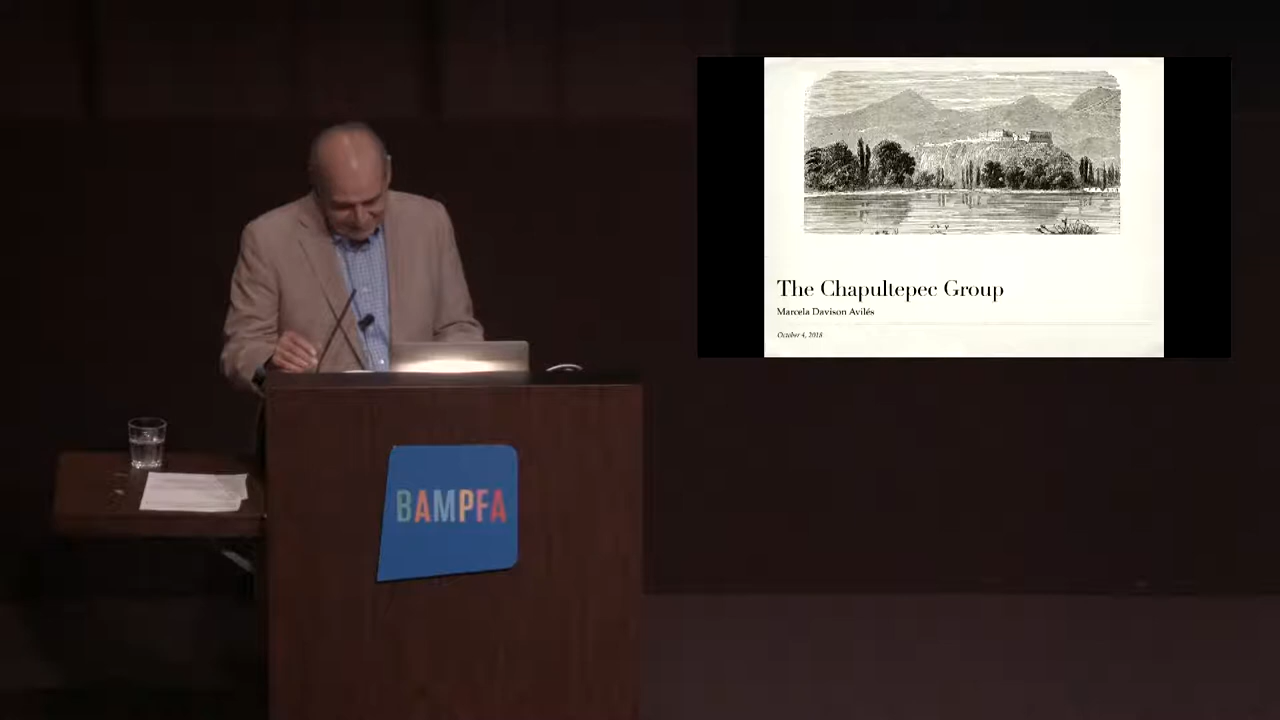 The Chapultepec Group
Marcela Davison Avilés
October 4, 2018
BAMPFA